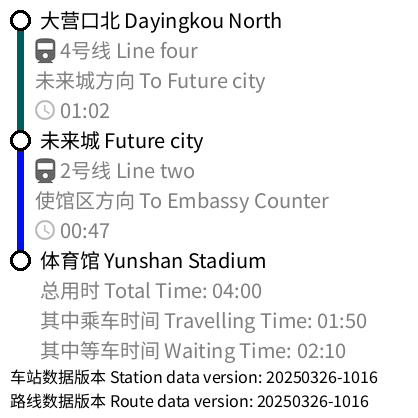 大营口北 Dayingkou North
4号线 Line four
未来城方向 To Future city
01:02
未来城 Future city
2号线 Line two
使馆区方向 To Embassy Counter
00:47
体育馆 Yunshan Stadium
总用时 Total Time: 04:00
其中乘车时间 Travelling Time: 01:50
其中等车时间 Waiting Time: 02:10
车站数据版本 Station data version: 20250326-1016
路线数据版本 Route data version: 20250326-1016